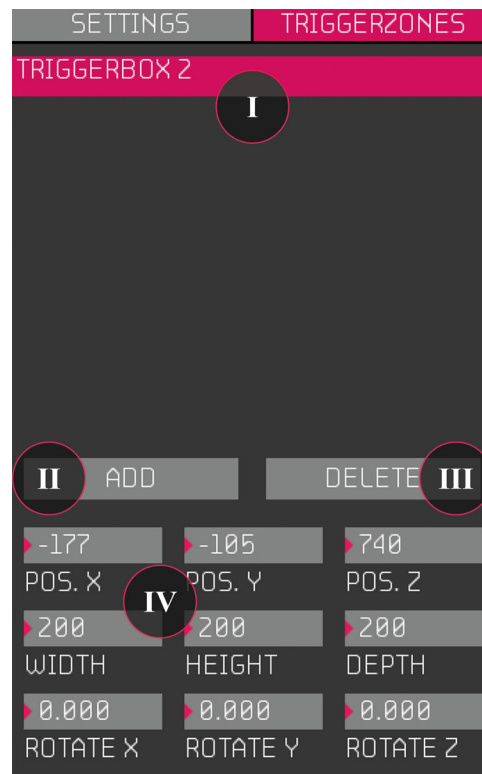 SETTINGS TRIGGERZONES
TRIGGERBOX 2
I
II ADD DELETE III
-177 -105 740
POS. X POS. Y POS. Z
IV
200 200 200
WIDTH HEIGHT DEPTH
0.000 0.000 0.000
ROTATE X ROTATE Y ROTATE Z